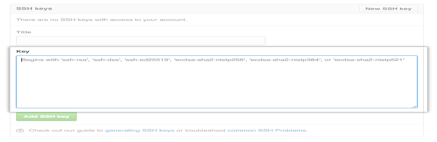 SSH keys
New SSH key
There are no SSH keys with access to your account.
Title
Key
Begins with 'ssh-rsa', 'ssh-dss', 'ssh-ed25519', 'ecdsa-sha2-nistp256', 'ecdsa-sha2-nistp384', or 'ecdsa-sha2-nistp521'
Add SSH key
Check out our guide to generating SSH keys or troubleshoot common SSH Problems.